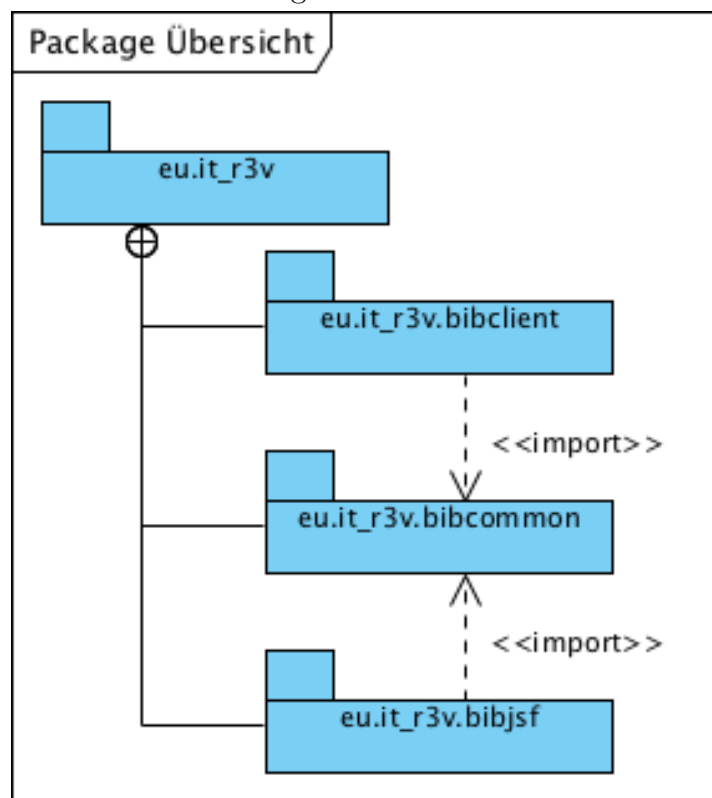 Package Übersicht
eu.it_r3v
eu.it_r3v.bibclient
<<import>>
eu.it_r3v.bibcommon
<<import>>
eu.it_r3v.bibjsf